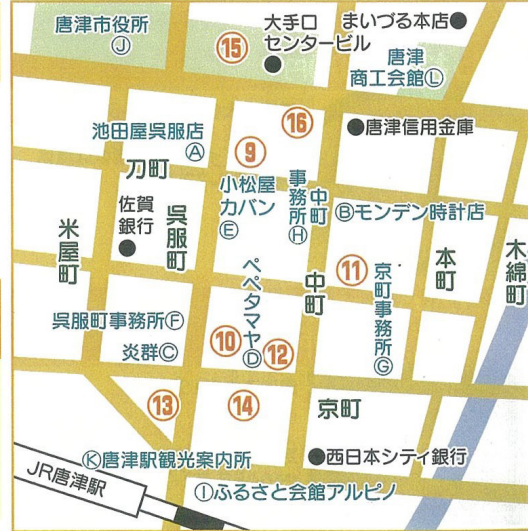 唐津市役所
Ⓙ
⑮
大手口
センタービル
まいづる本店
唐津
商工会館Ⓛ
⑯
唐津信用金庫
池田屋呉服店
Ⓐ
⑨
刀町
小松屋
カバン
Ⓔ
中町
事務所Ⓗ
Ⓑモンデン時計店
佐賀
銀行
呉服町
米屋町
本町
木綿町
ペペタマヤⒹ
中町
⑪
京町事務所Ⓖ
呉服町事務所Ⓕ
炎群Ⓒ
⑩
⑫
⑬
⑭
京町
Ⓚ唐津駅観光案内所
西日本シティ銀行
JR唐津駅
Ⓘふるさと会館アルピノ